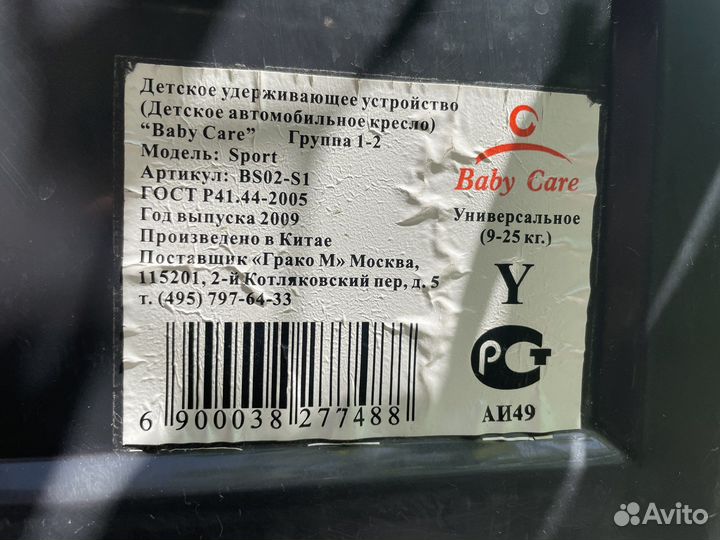 Детское удерживающее устройство
(Детское автомобильное кресло)
“Baby Care” Группа 1-2
Модель: Sport
Артикул: BS02-S1
ГОСТ Р41.44-2005
Год выпуска 2009
Произведено в Китае
Поставщик «Грако М» Москва,
115201, 2-й Котляковский пер, д. 5
т. (495) 797-64-33
6 900038 277488
Baby Care
Универсальное
(9-25 кг.)
Y
РСТ
АИ49
Avito